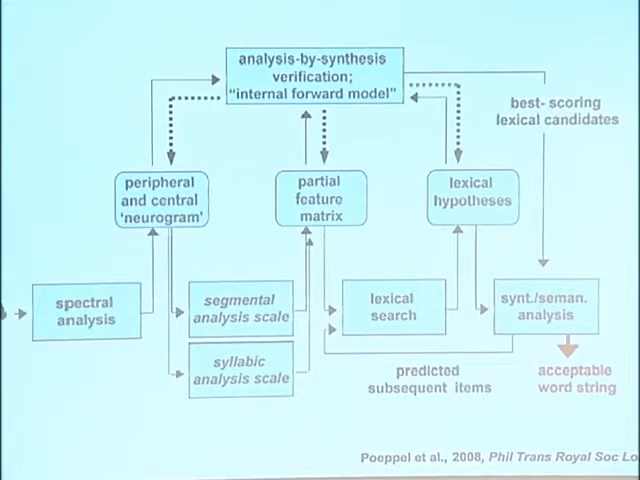 analysis-by-synthesis
verification;
"internal forward model"
best- scoring
lexical candidates
peripheral
and central
'neurogram'
partial
feature
matrix
lexical
hypotheses
spectral
analysis
segmental
analysis scale
syllabic
analysis scale
lexical
search
synt./seman.
analysis
predicted
subsequent items
acceptable
word string
Poeppel et al., 2008, Phil Trans Royal Soc Lo